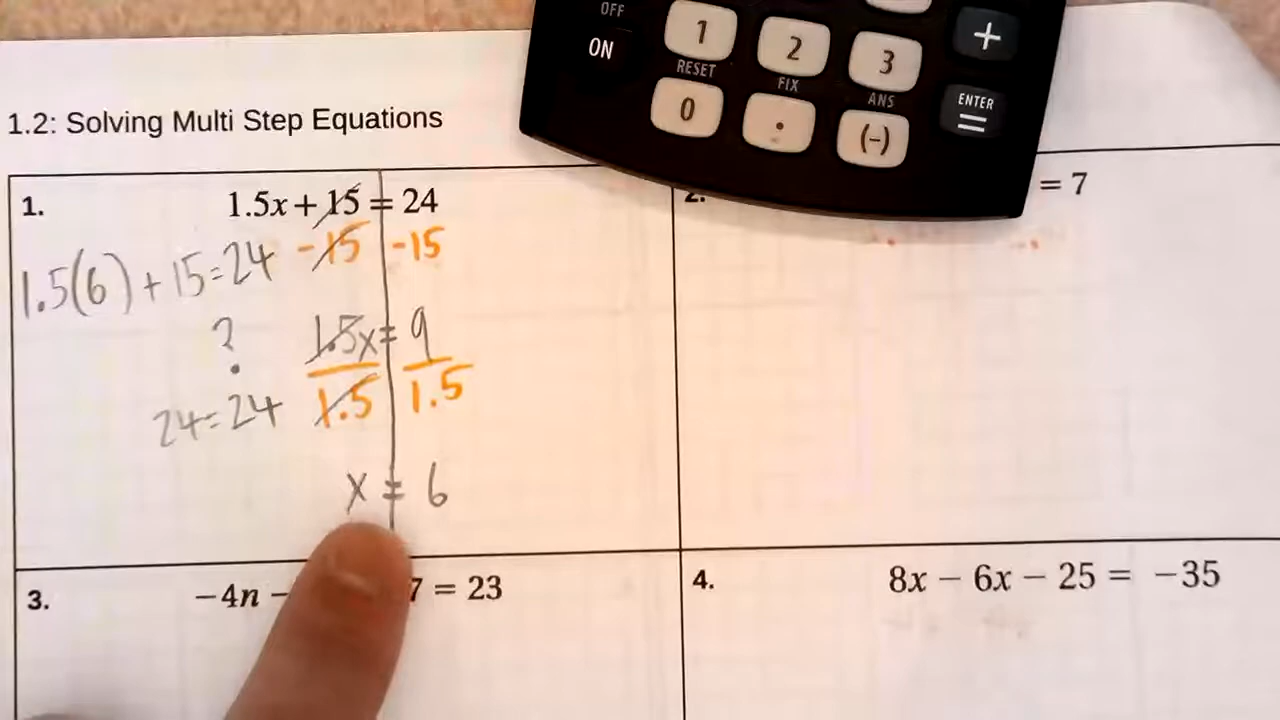 OFF
ON
1
2
3
+
RESET
FIX
ANS
ENTER
0
.
(-)
=
1.2: Solving Multi Step Equations
1.
1.5x + 15 = 24
-15 -15
1.5(6) + 15 = 24
?
24 = 24
1.5x = 9
1.5 1.5
x = 6
2.
= 7
3.
−4n −
7 = 23
4.
8x − 6x − 25 = −35